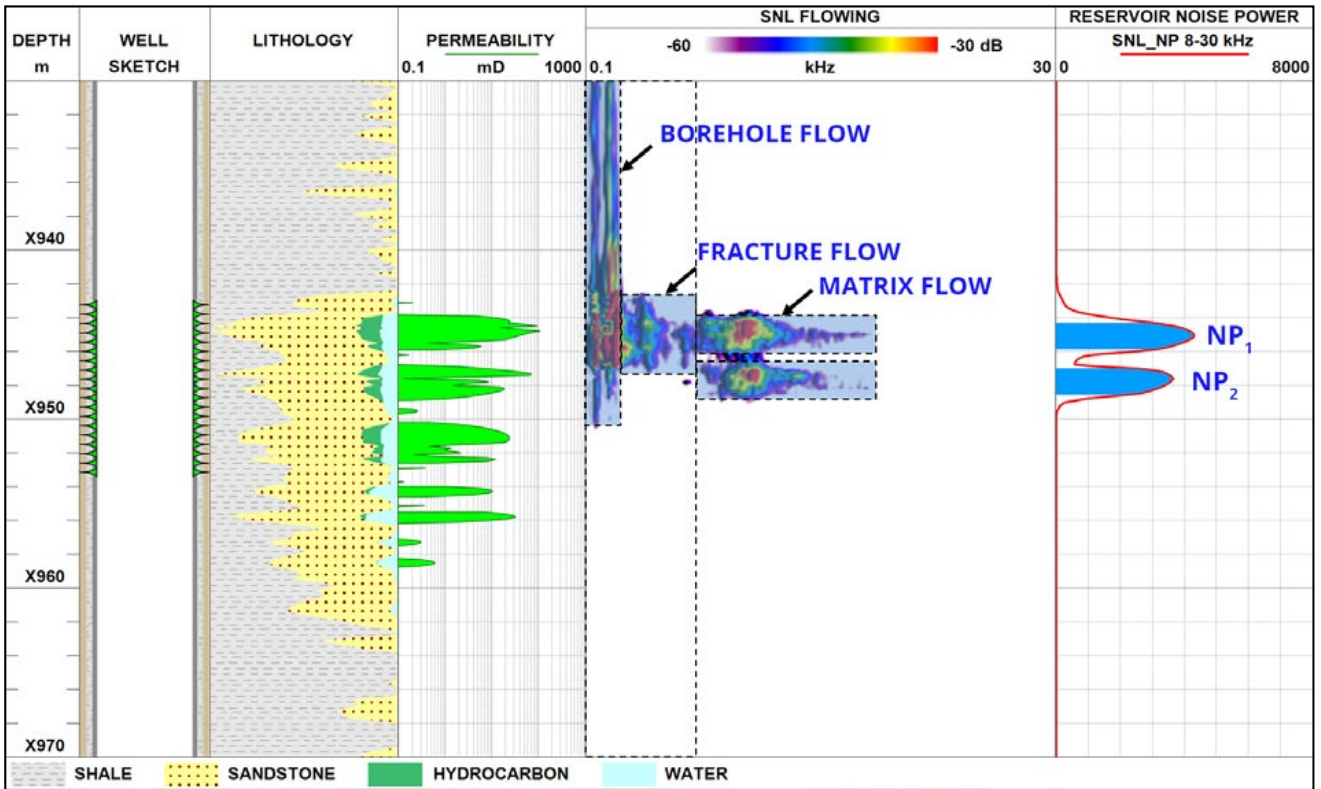 DEPTH
m
WELL
SKETCH
LITHOLOGY
PERMEABILITY
0.1 mD 1000
SNL FLOWING
-60 -30 dB
0.1 kHz 30
RESERVOIR NOISE POWER
SNL_NP 8-30 kHz
0 8000
BOREHOLE FLOW
X940
FRACTURE FLOW
MATRIX FLOW
NP₁
NP₂
X950
X960
X970
SHALE SANDSTONE HYDROCARBON WATER